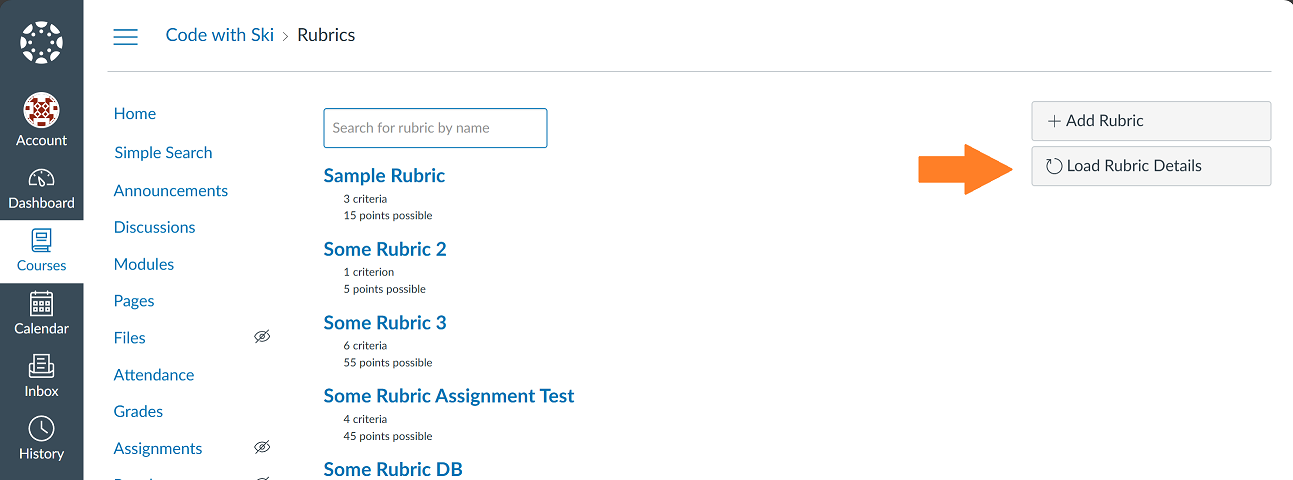 Code with Ski > Rubrics
Account
Dashboard
Courses
Calendar
Inbox
History
Home
Simple Search
Announcements
Discussions
Modules
Pages
Files
Attendance
Grades
Assignments
Search for rubric by name
Sample Rubric
3 criteria
15 points possible
Some Rubric 2
1 criterion
5 points possible
Some Rubric 3
6 criteria
55 points possible
Some Rubric Assignment Test
4 criteria
45 points possible
Some Rubric DB
+ Add Rubric
Load Rubric Details